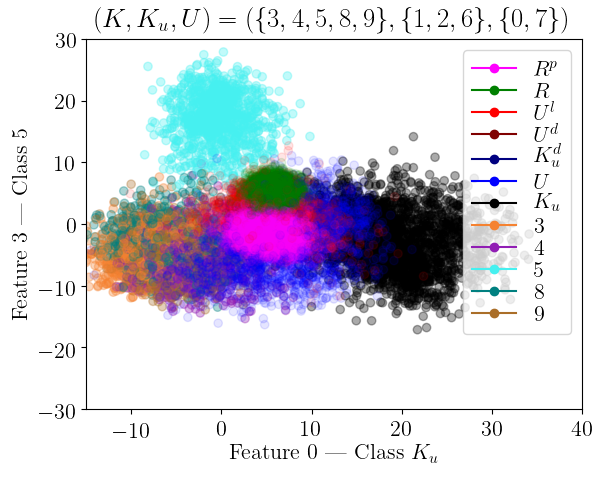 (K, K_u, U) = ({3, 4, 5, 8, 9}, {1, 2, 6}, {0, 7})
30
20
10
0
−10
−20
−30
Feature 3 — Class 5
−10
0
10
20
30
40
Feature 0 — Class K_u
R^p
R
U^l
U^d
K_u^d
U
K_u
3
4
5
8
9